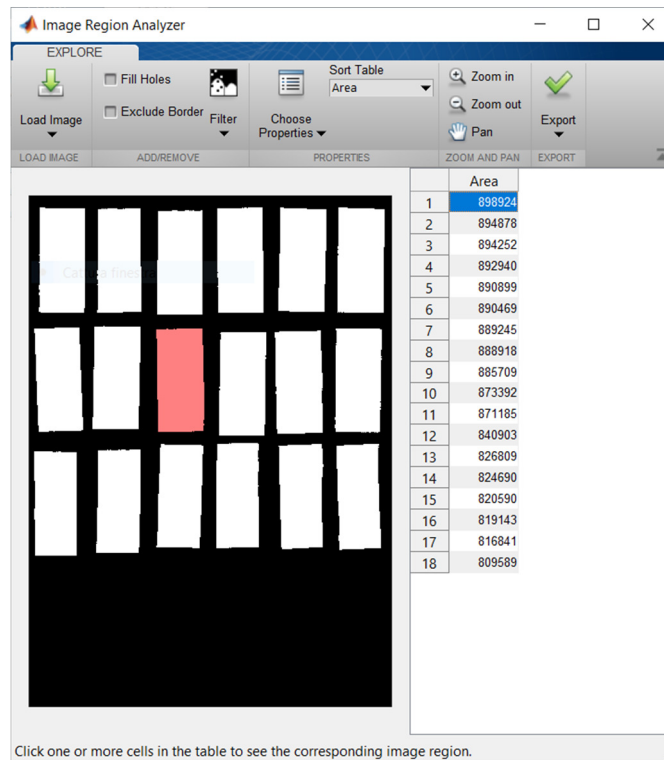 Image Region Analyzer
EXPLORE
Load Image
Fill Holes
Exclude Border
Filter
Choose
Properties
Sort Table
Area
Zoom in
Zoom out
Pan
Export
LOAD IMAGE
ADD/REMOVE
PROPERTIES
ZOOM AND PAN
EXPORT
Area
1 898924
2 894878
3 894252
4 892940
5 890899
6 890469
7 889245
8 888918
9 885709
10 873392
11 871185
12 840903
13 826809
14 824690
15 820590
16 819143
17 816841
18 809589
Click one or more cells in the table to see the corresponding image region.